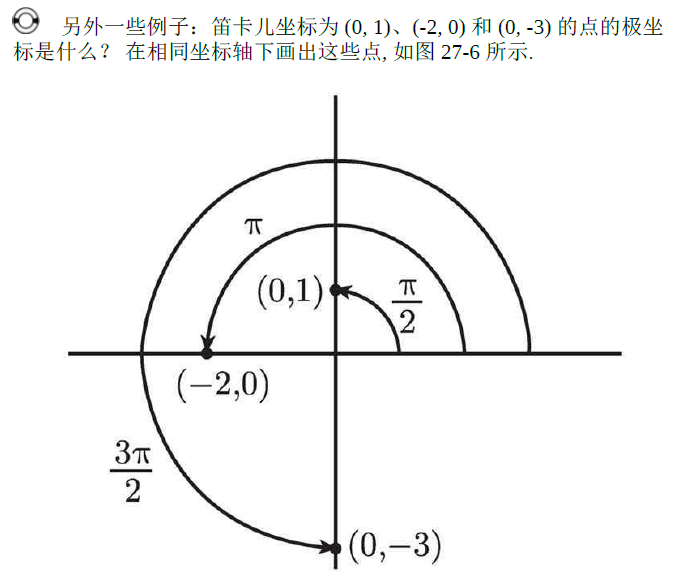 另外一些例子：笛卡儿坐标为 (0, 1)、(-2, 0) 和 (0, -3) 的点的极坐
标是什么？ 在相同坐标轴下画出这些点, 如图 27-6 所示.
π
(0,1)
π
2
(−2,0)
3π
2
(0,−3)